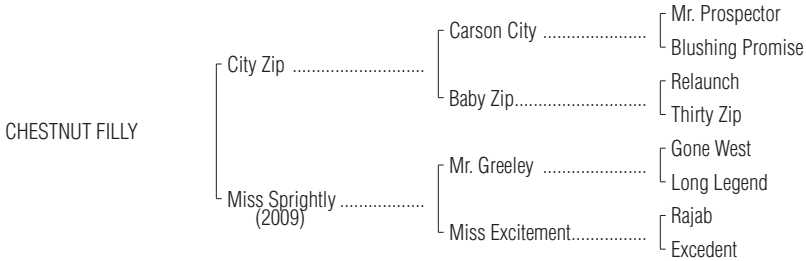 Mr. Prospector
Carson City ......................
Blushing Promise
City Zip ............................
Relaunch
Baby Zip............................
Thirty Zip
CHESTNUT FILLY
Gone West
Mr. Greeley ......................
Long Legend
Miss Sprightly ..................
(2009)
Rajab
Miss Excitement................
Excedent